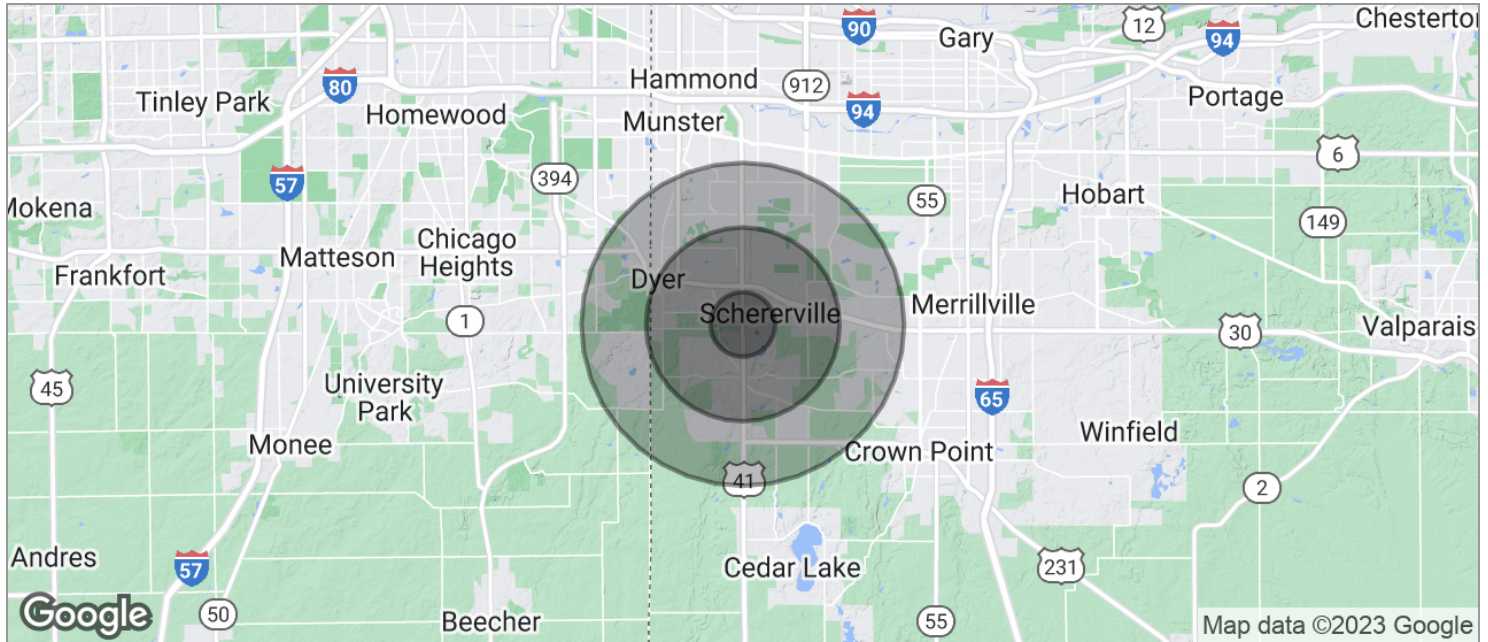 Chesterto
12
90
Gary
94
Hammond
80
912
Tinley Park
Portage
Homewood
94
Munster
6
394
57
55
Hobart
Mokena
149
Chicago
Heights
Matteson
Frankfort
Dyer
Merrillville
Schererville
1
30
Valparais
45
University
Park
65
Winfield
Monee
Crown Point
41
2
Andres
57
Cedar Lake
231
50
Beecher
55
Google
Map data ©2023 Google